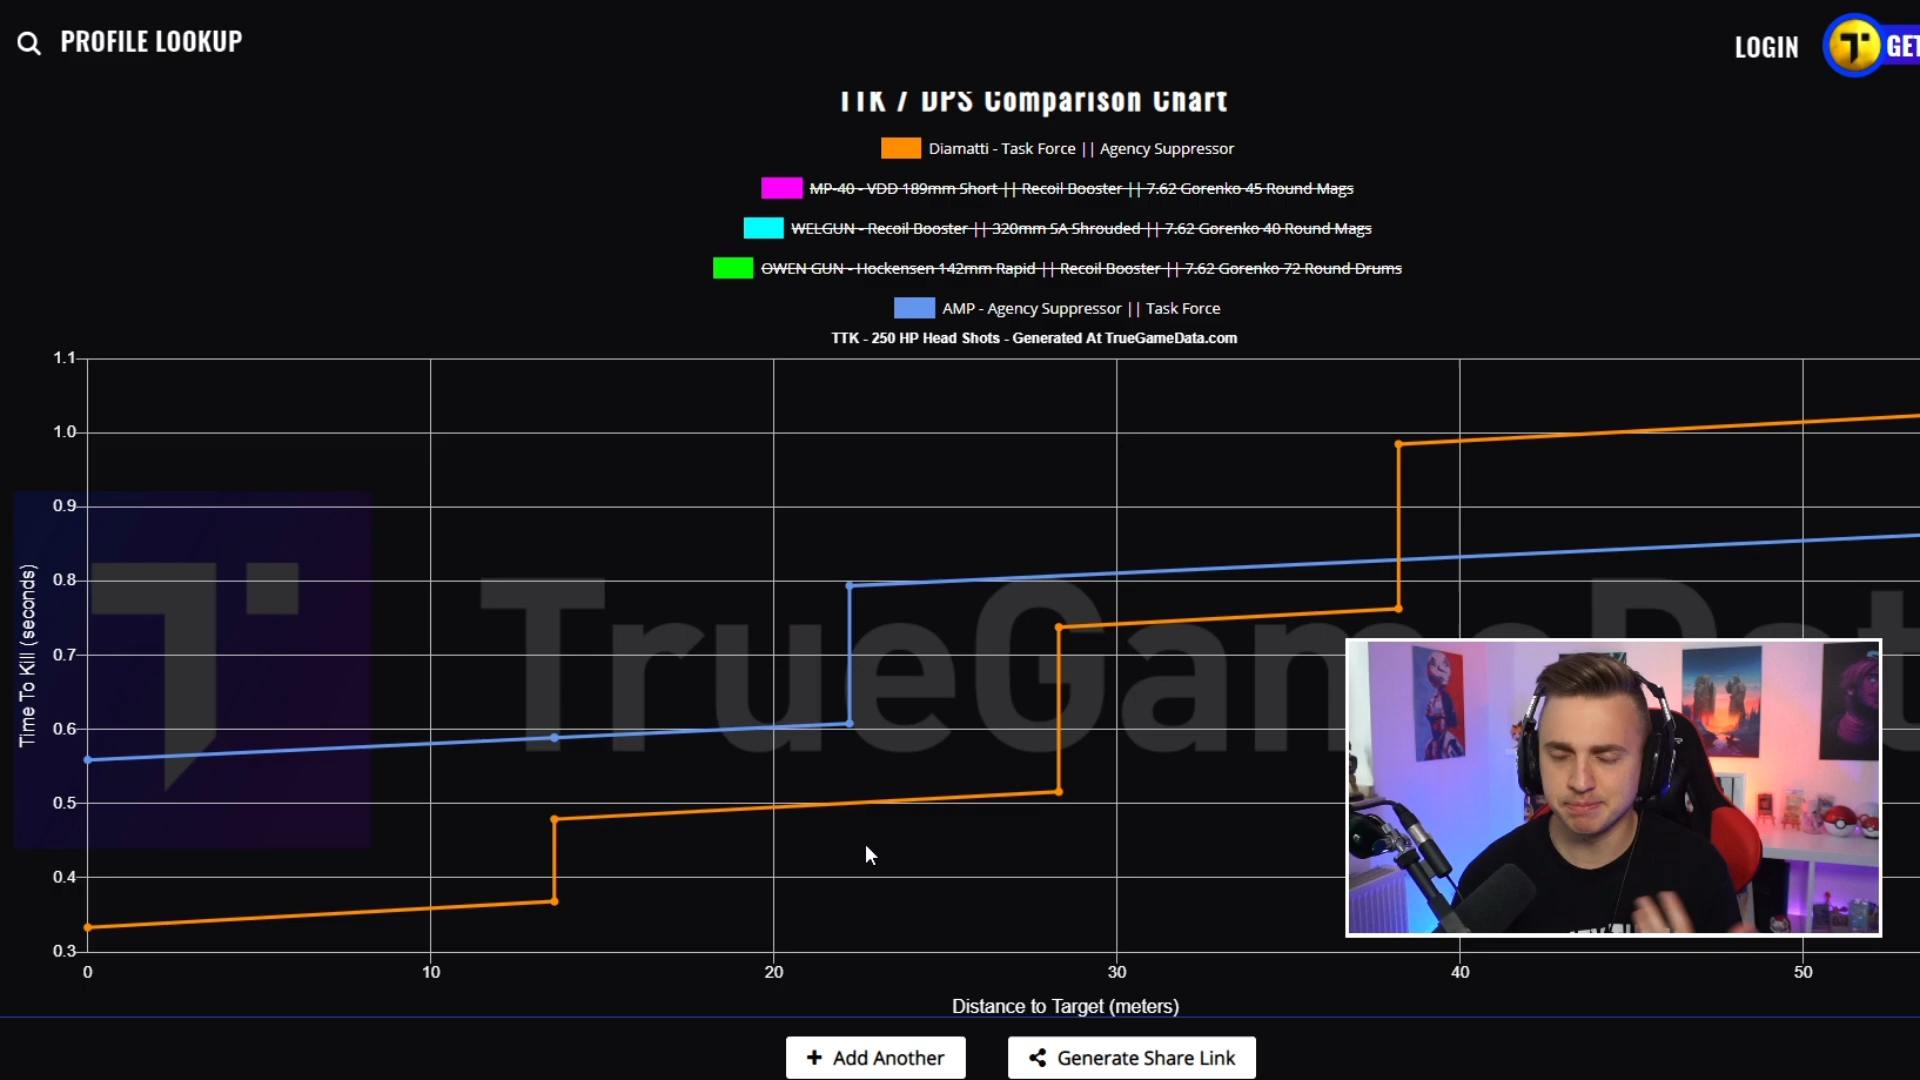 PROFILE LOOKUP
LOGIN
GET
TTK / DPS Comparison Chart
Diamatti - Task Force || Agency Suppressor
MP-40 - VDD 189mm Short || Recoil Booster || 7.62 Gorenko 45 Round Mags
WELGUN - Recoil Booster || 320mm SA Shrouded || 7.62 Gorenko 40 Round Mags
OWEN GUN - Hockensen 142mm Rapid || Recoil Booster || 7.62 Gorenko 72 Round Drums
AMP - Agency Suppressor || Task Force
TTK - 250 HP Head Shots - Generated At TrueGameData.com
1.1
1.0
0.9
0.8
0.7
0.6
0.5
0.4
0.3
Time To Kill (seconds)
TrueGameDat
0 10 20 30 40 50
Distance to Target (meters)
+ Add Another
Generate Share Link